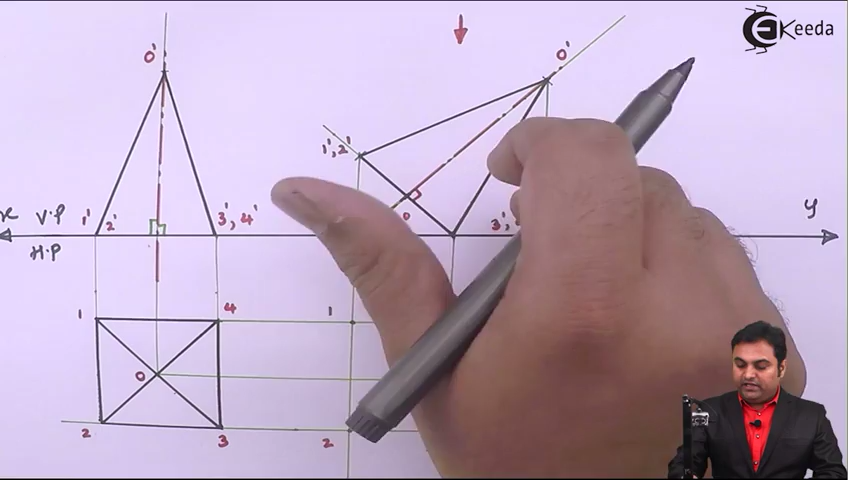 Ekeeda
o'
o'
1',2'
x V.P
1' 2'
3', 4'
o
3',
y
H.P
1
4
1
o
2
3
2